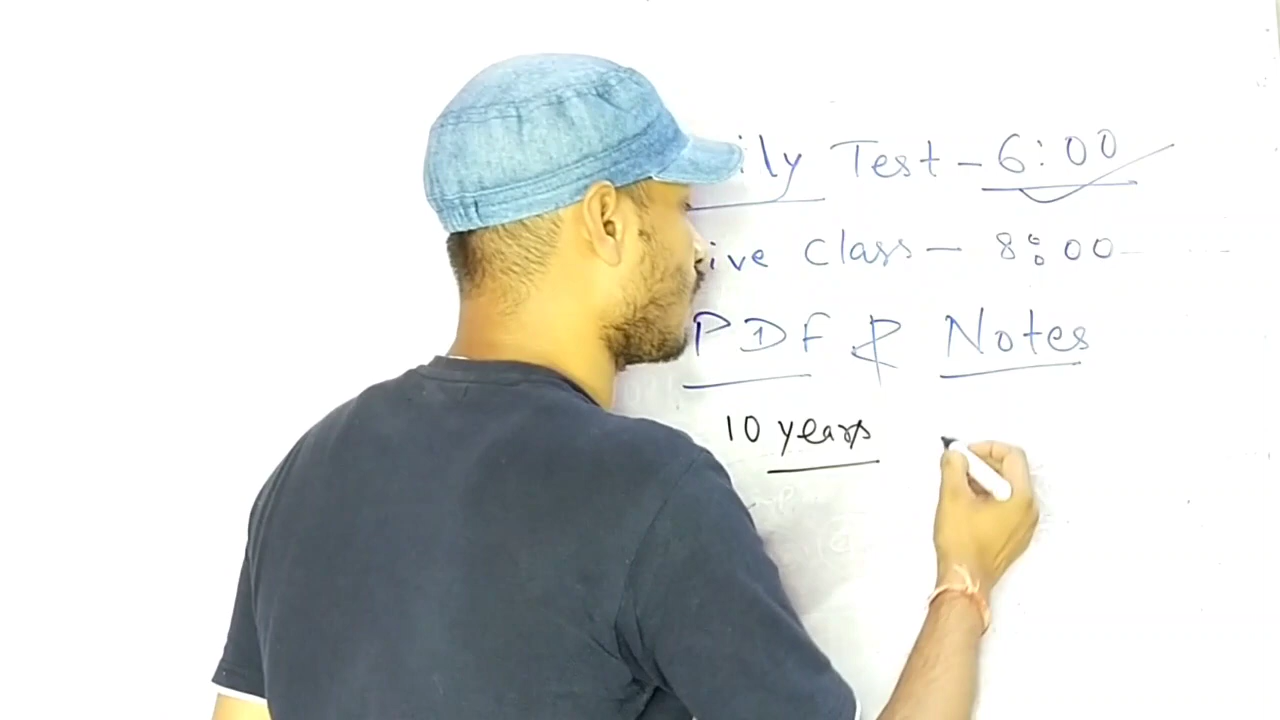 ily Test - 6:00
ive Class - 8:00
PDF & Notes
10 years